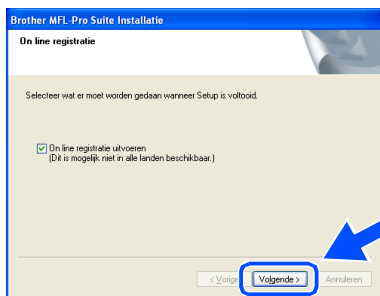 Brother MFL-Pro Suite Installatie
On line registratie
Selecteer wat er moet worden gedaan wanneer Setup is voltooid.
On line registratie uitvoeren
(Dit is mogelijk niet in alle landen beschikbaar.)
< Vorige
Volgende >
Annuleren